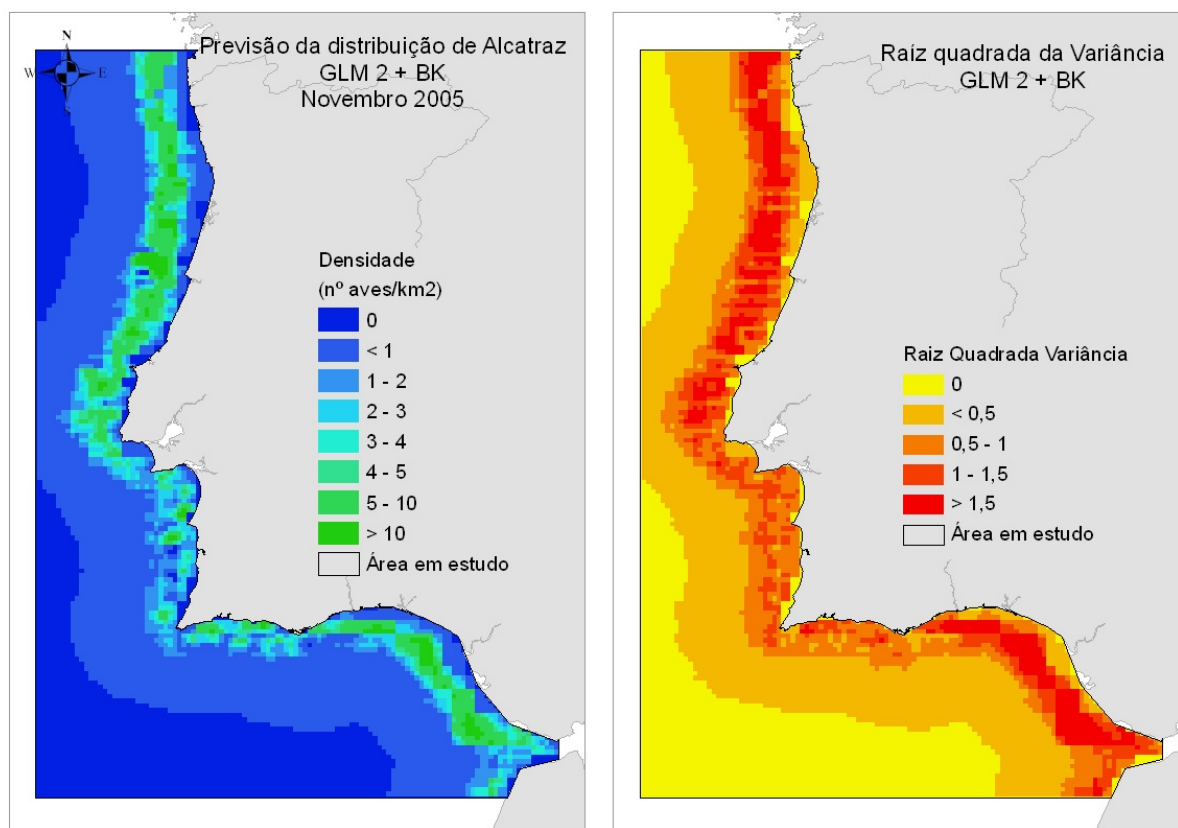 Previsão da distribuição de Alcatraz
GLM 2 + BK
Novembro 2005
N
W
E
Densidade
(nº aves/km2)
0
< 1
1 - 2
2 - 3
3 - 4
4 - 5
5 - 10
> 10
Área em estudo
Raíz quadrada da Variância
GLM 2 + BK
Raiz Quadrada Variância
0
< 0,5
0,5 - 1
1 - 1,5
> 1,5
Área em estudo